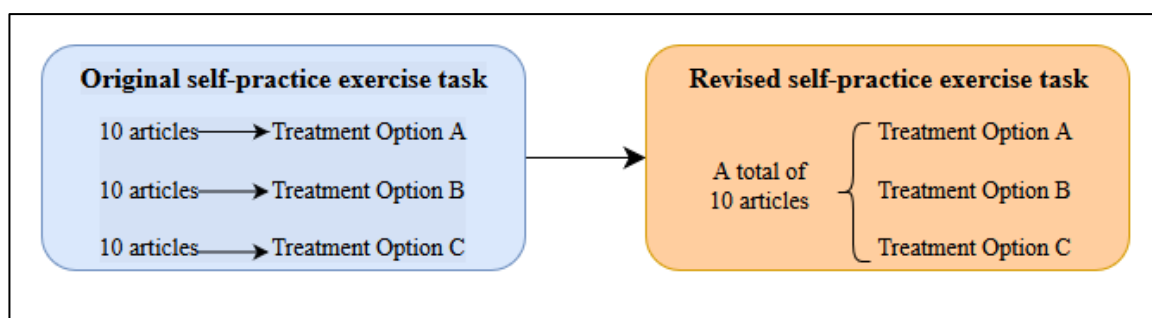 Original self-practice exercise task
10 articles Treatment Option A
10 articles Treatment Option B
10 articles Treatment Option C
Revised self-practice exercise task
A total of
10 articles
Treatment Option A
Treatment Option B
Treatment Option C